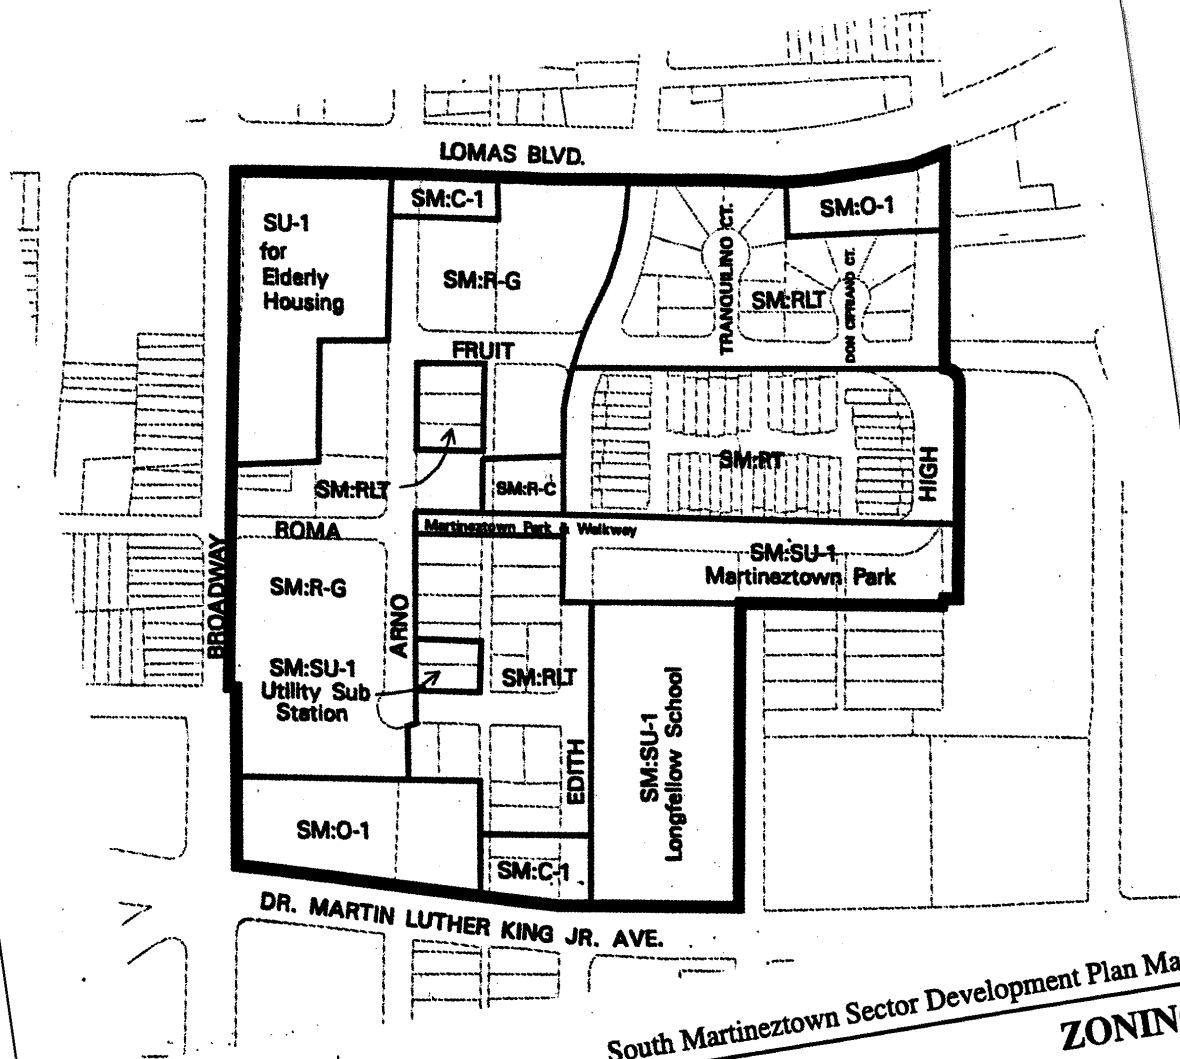 LOMAS BLVD.
SM:C-1
SU-1
for
Elderly
Housing
SM:O-1
TRANQUILINO CT.
DON CIPRIANO CT.
SM:R-G
SM:RLT
FRUIT
SM:RT
HIGH
SM:RLT
SM:R-C
ROMA
Martineztown Park & Walkway
SM:SU-1
Martineztown Park
BROADWAY
SM:R-G
ARNO
SM:SU-1
Utility Sub
Station
SM:RLT
EDITH
SM:SU-1
Longfellow School
SM:O-1
SM:C-1
DR. MARTIN LUTHER KING JR. AVE.
South Martineztown Sector Development Plan Ma
ZONIN